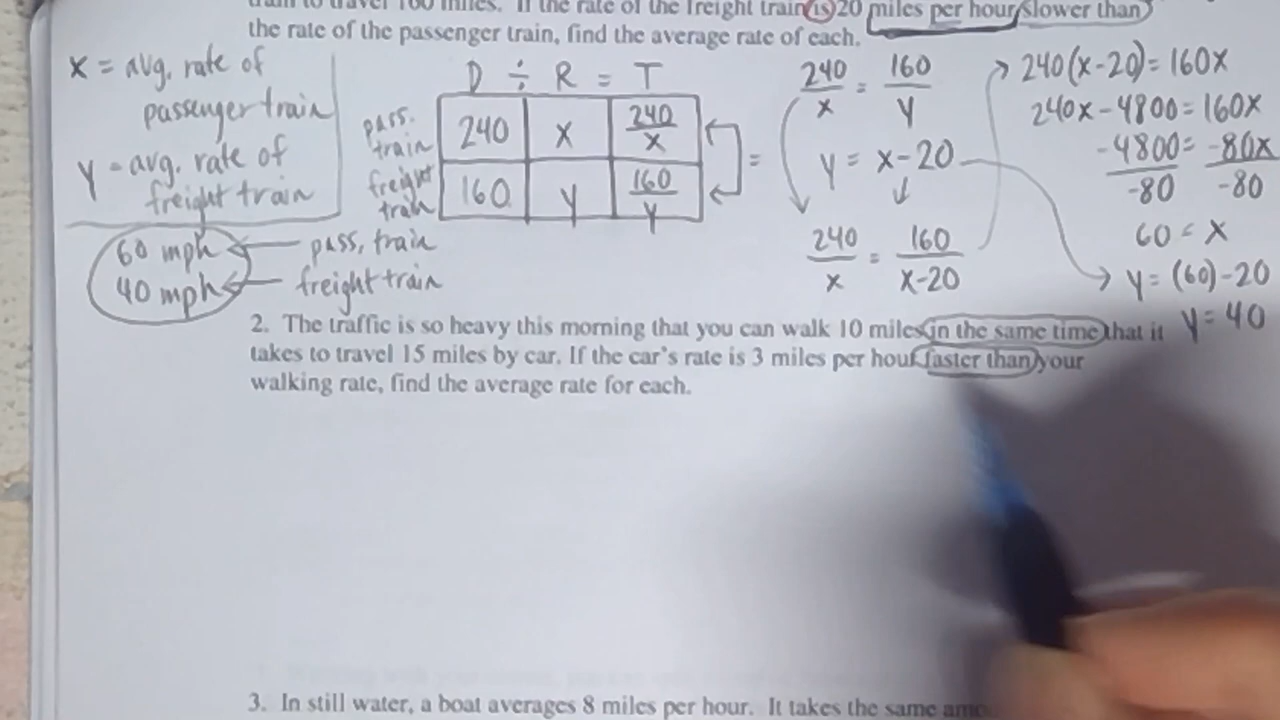 train to travel 160 miles. If the rate of the freight train is 20 miles per hour slower than
the rate of the passenger train, find the average rate of each.
x = avg. rate of
passenger train
y = avg. rate of
freight train
60 mph ← pass. train
40 mph ← freight train
D ÷ R = T
pass. train 240 x 240/x
freight train 160 y 160/y
=
240/x = 160/y
y = x-20
240/x = 160/x-20
240(x-20) = 160x
240x - 4800 = 160x
-4800 = -80x
-80 -80
60 = x
y = (60)-20
y = 40
2. The traffic is so heavy this morning that you can walk 10 miles in the same time that it
takes to travel 15 miles by car. If the car's rate is 3 miles per hour faster than your
walking rate, find the average rate for each.
3. In still water, a boat averages 8 miles per hour. It takes the same